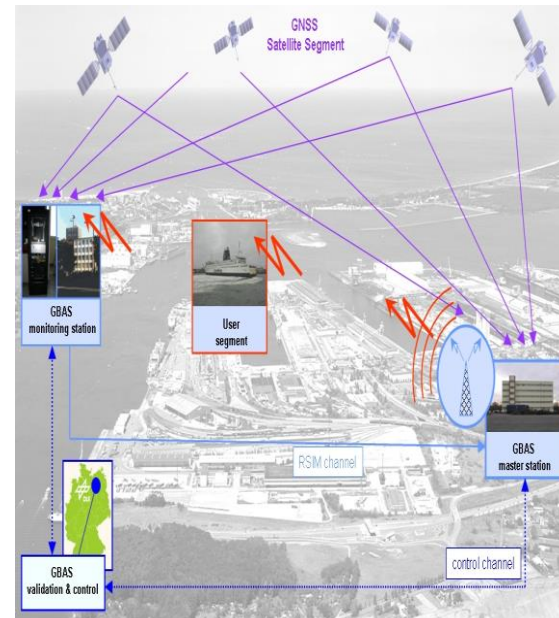 GNSS
Satellite Segment
GBAS
monitoring station
User
segment
GBAS
master station
RSIM channel
control channel
GBAS
validation & control